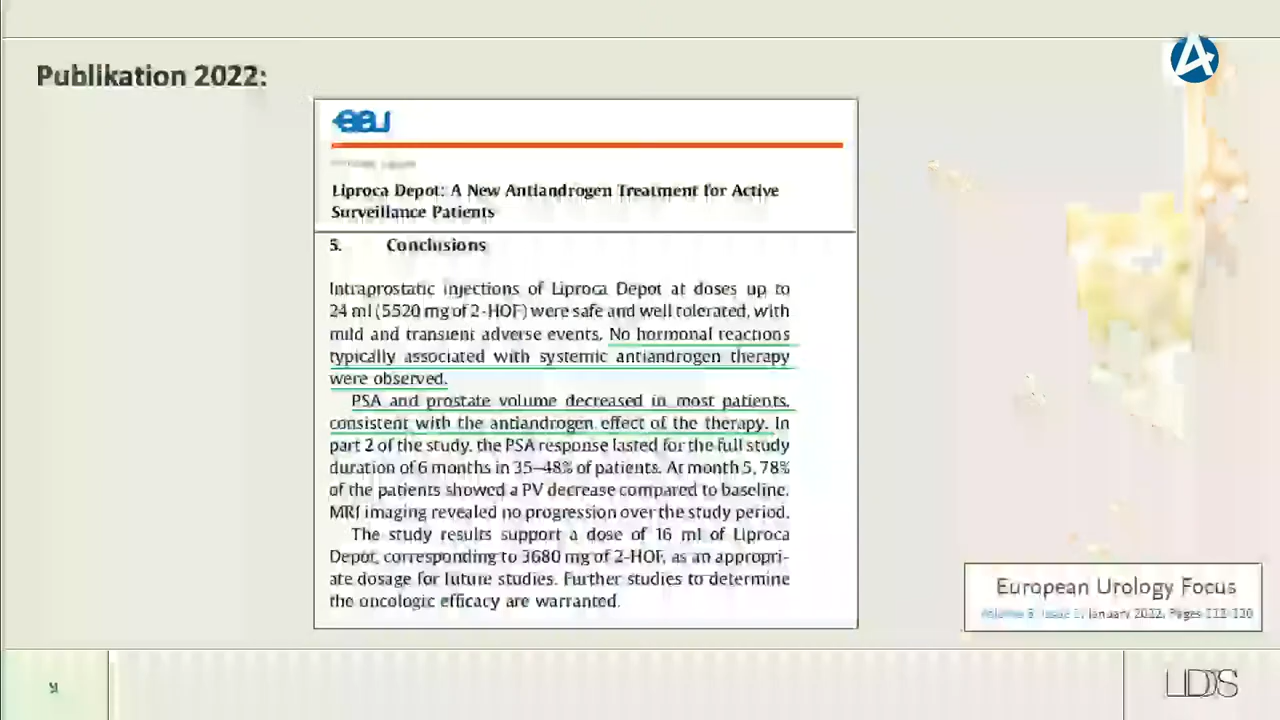 Publikation 2022:
eau
Liproca Depot: A New Antiandrogen Treatment for Active
Surveillance Patients
5. Conclusions
Intraprostatic injections of Liproca Depot at doses up to
24 ml (5520 mg of 2-HOF) were safe and well tolerated, with
mild and transient adverse events. No hormonal reactions
typically associated with systemic antiandrogen therapy
were observed.
PSA and prostate volume decreased in most patients,
consistent with the antiandrogen effect of the therapy. In
part 2 of the study, the PSA response lasted for the full study
duration of 6 months in 35–48% of patients. At month 5, 78%
of the patients showed a PV decrease compared to baseline.
MRI imaging revealed no progression over the study period.
The study results support a dose of 16 ml of Liproca
Depot, corresponding to 3680 mg of 2-HOF, as an appropri-
ate dosage for future studies. Further studies to determine
the oncologic efficacy are warranted.
European Urology Focus
January 2022, Pages
LIDDS